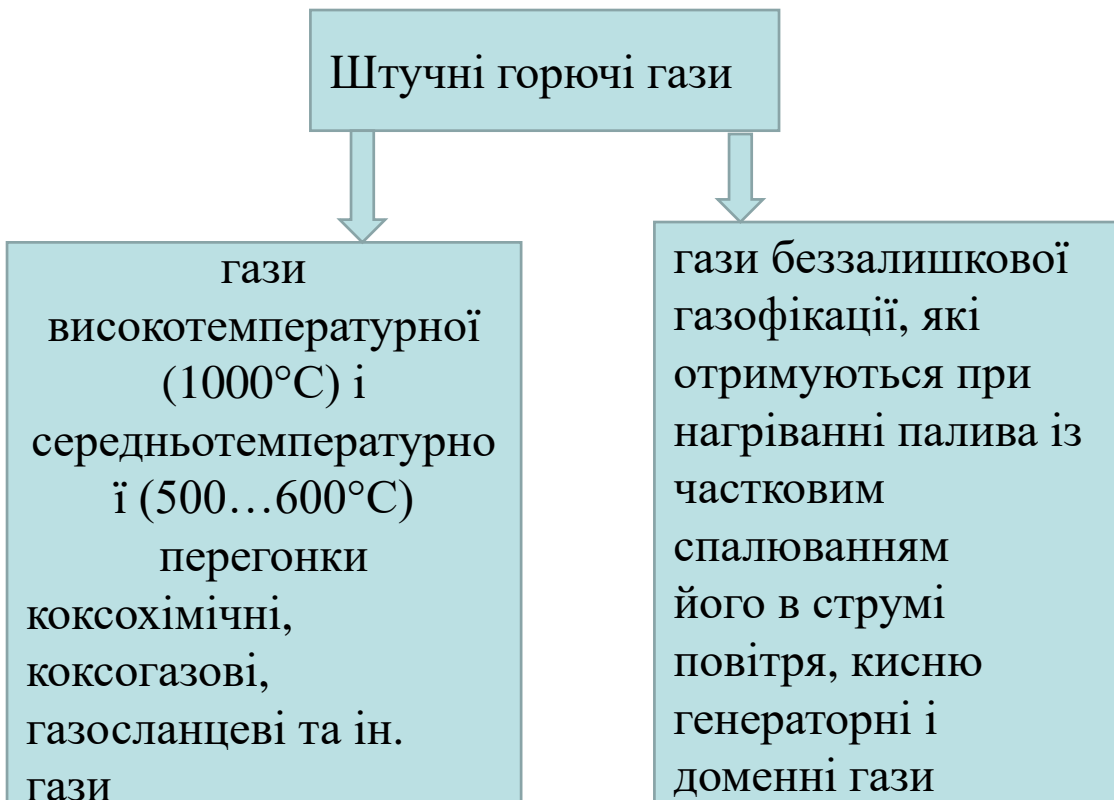 Штучні горючі гази
гази
високотемпературної
(1000°С) і
середньотемпературно
ї (500…600°С)
перегонки
коксохімічні,
коксогазові,
газосланцеві та ін.
гази
гази беззалишкової
газофікації, які
отримуються при
нагріванні палива із
частковим
спалюванням
його в струмі
повітря, кисню
генераторні і
доменні гази